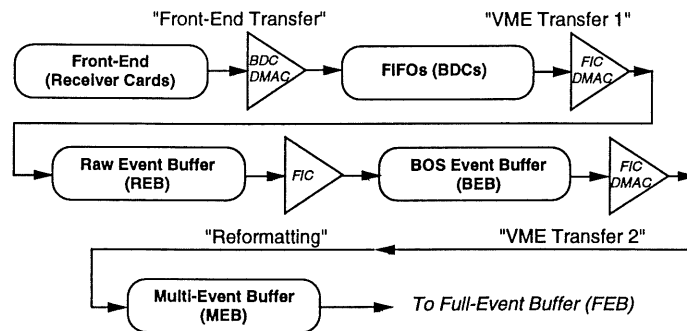 "Front-End Transfer" "VME Transfer 1"
Front-End
(Receiver Cards)
BDC
DMAC
FIFOs (BDCs)
FIC
DMAC
Raw Event Buffer
(REB)
FIC
BOS Event Buffer
(BEB)
FIC
DMAC
"Reformatting" "VME Transfer 2"
Multi-Event Buffer
(MEB)
To Full-Event Buffer (FEB)